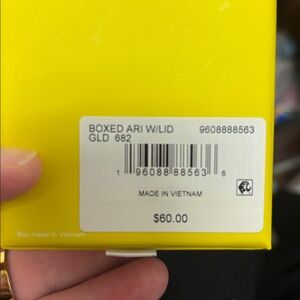 BOXED ARI W/LID 9608888563
GLD 682
1 96088 88563 6
MADE IN VIETNAM
$60.00
Box made in Vietnam